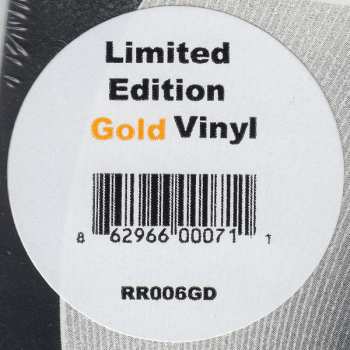 Limited
Edition
Gold Vinyl
8 62966 00071 1
RR006GD